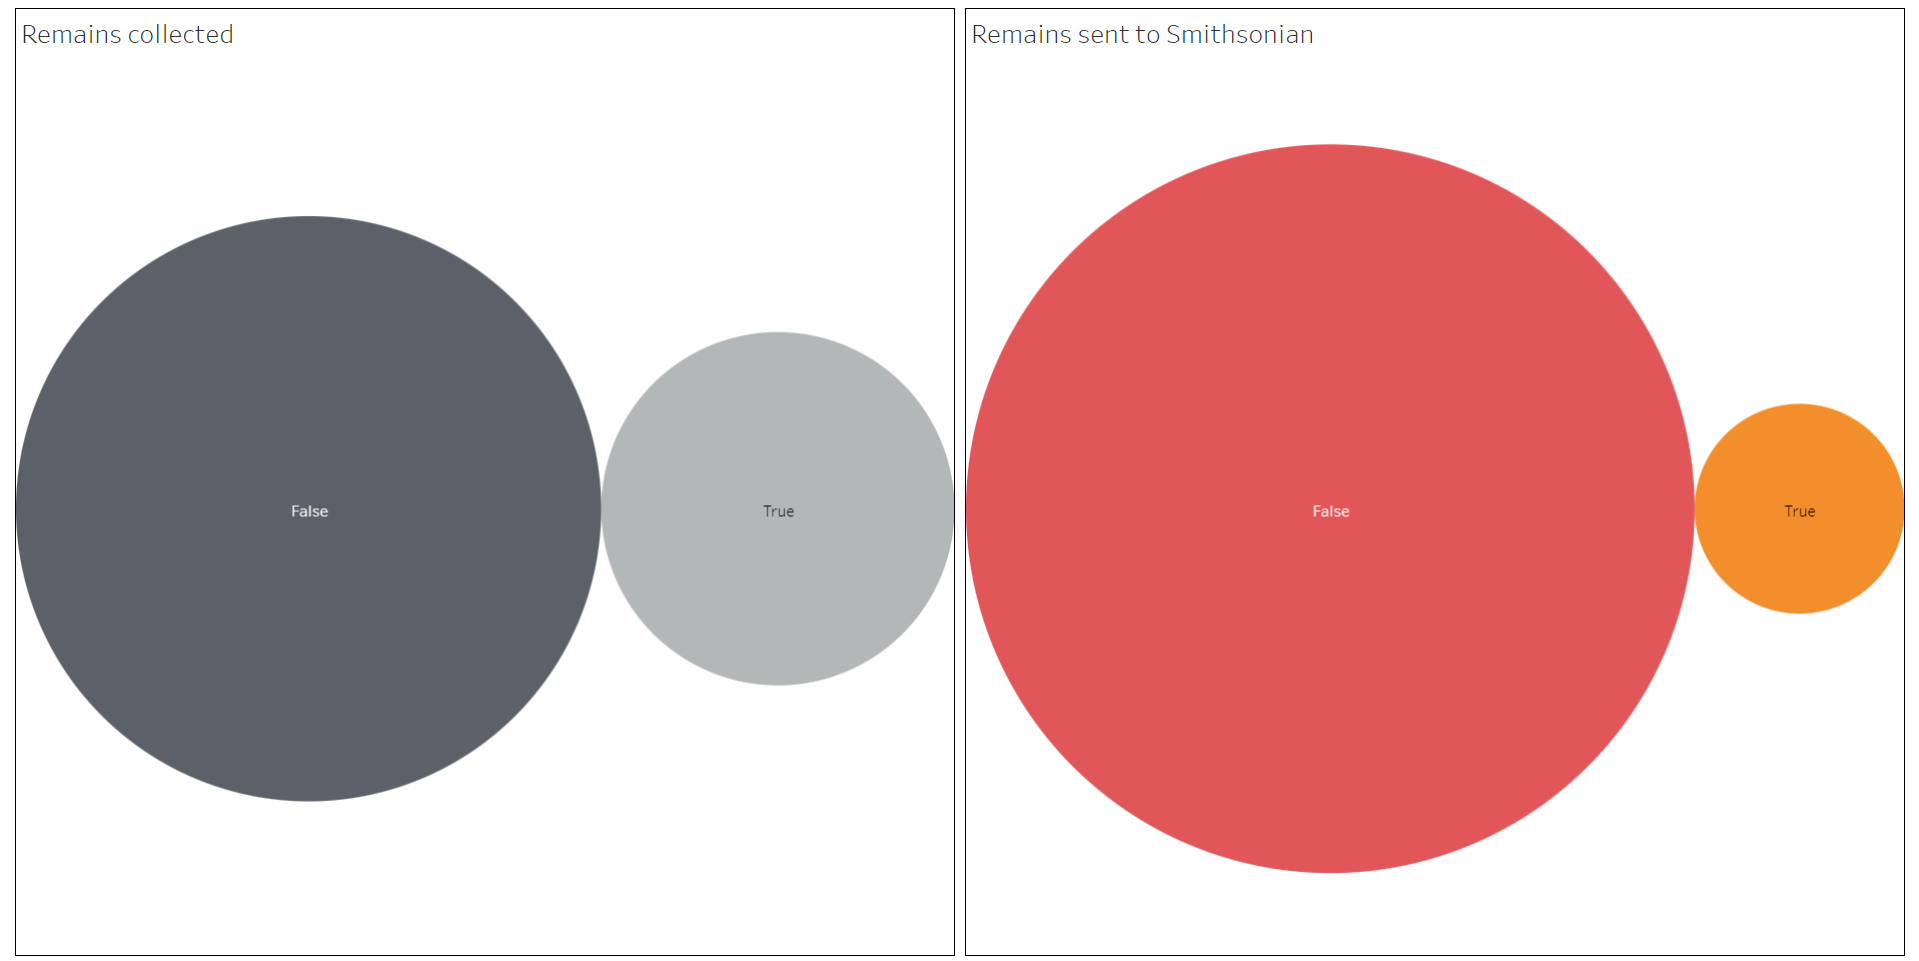 Remains collected
False
True
Remains sent to Smithsonian
False
True